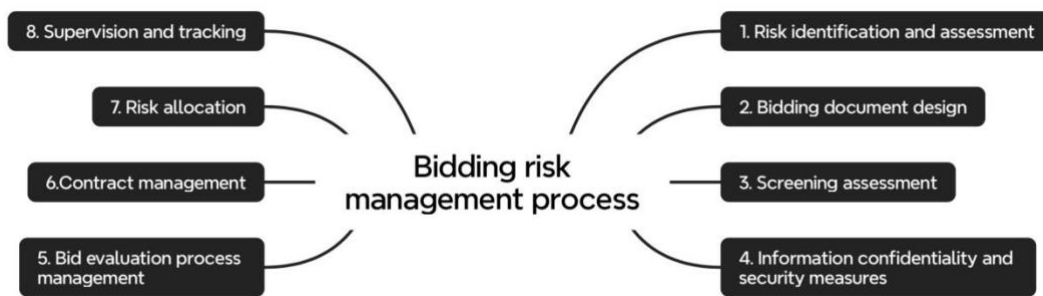 8. Supervision and tracking
1. Risk identification and assessment
7. Risk allocation
2. Bidding document design
Bidding risk
management process
6.Contract management
3. Screening assessment
5. Bid evaluation process
management
4. Information confidentiality and
security measures